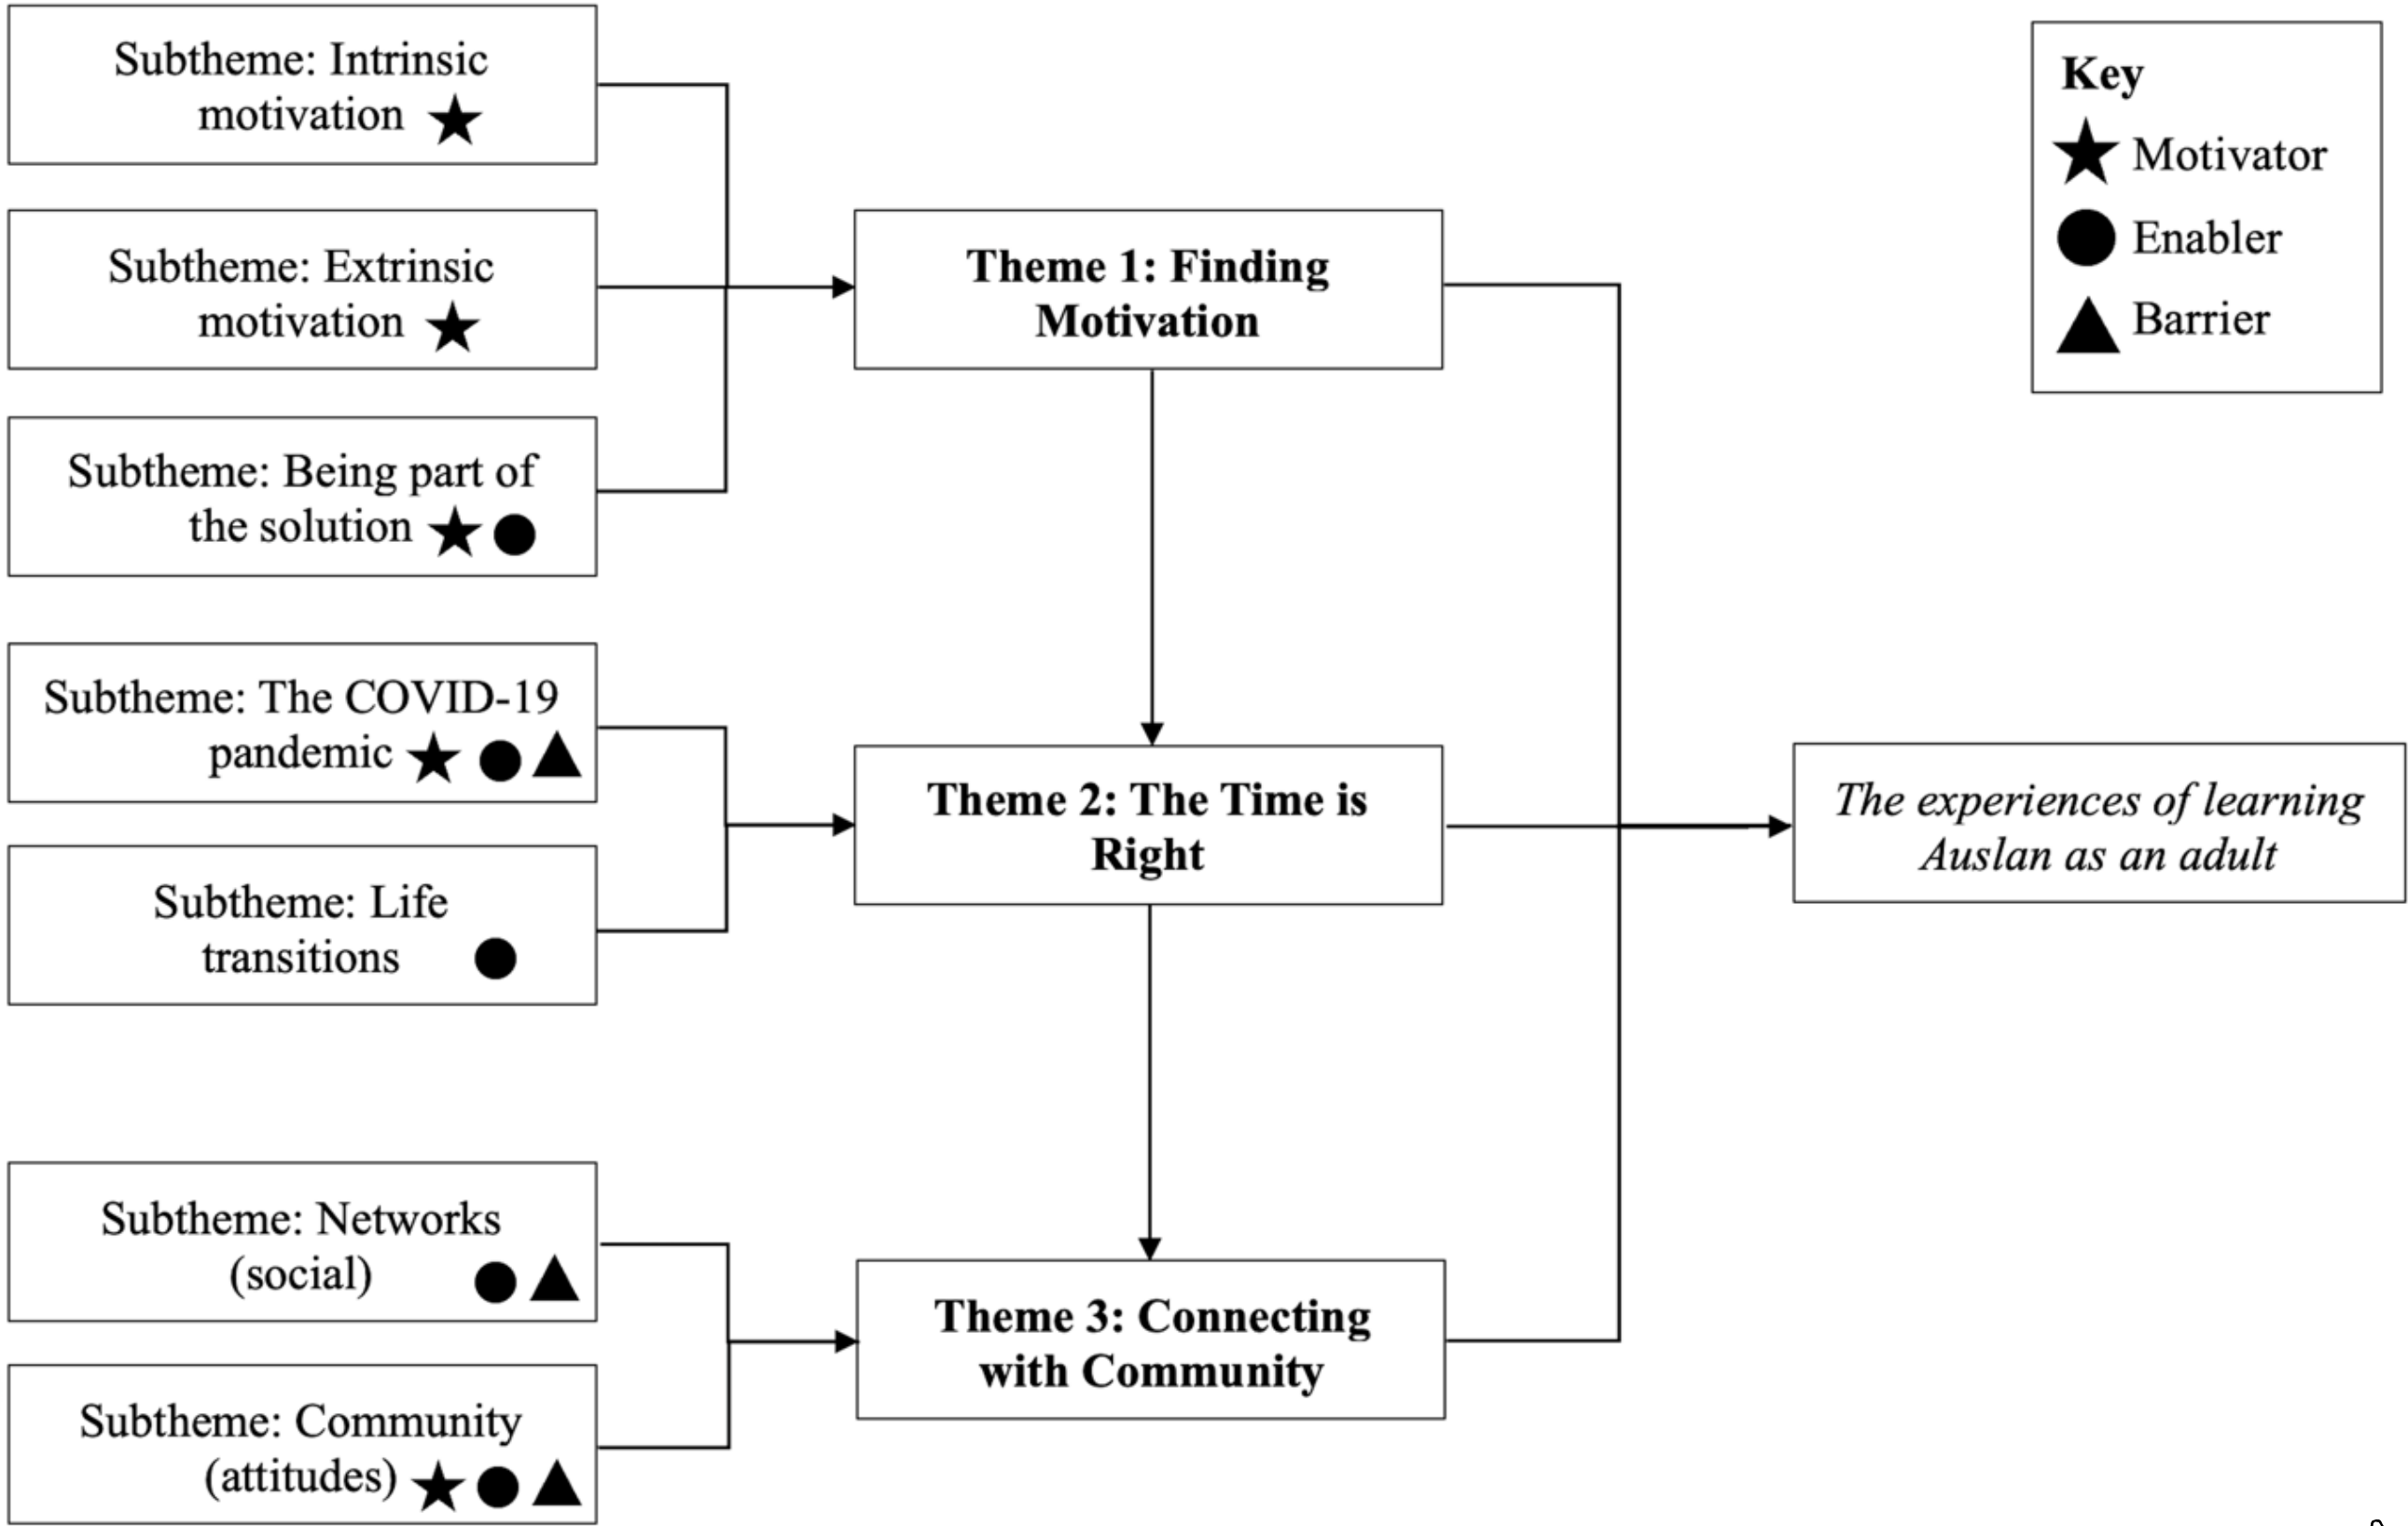 Subtheme: Intrinsic
motivation
Subtheme: Extrinsic
motivation
Subtheme: Being part of
the solution
Subtheme: The COVID-19
pandemic
Subtheme: Life
transitions
Subtheme: Networks
(social)
Subtheme: Community
(attitudes)
Theme 1: Finding
Motivation
Theme 2: The Time is
Right
Theme 3: Connecting
with Community
The experiences of learning
Auslan as an adult
Key
Motivator
Enabler
Barrier